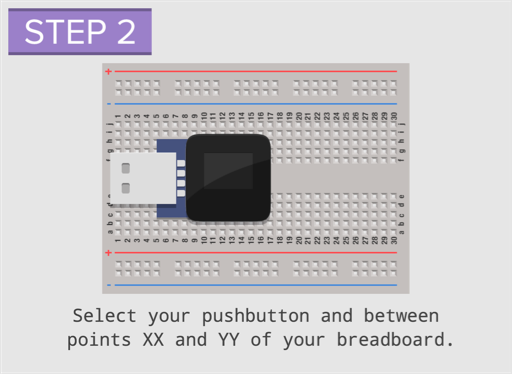 STEP 2
+
-
1 2 3 4 5 6 7 8 9 10 11 12 13 14 15 16 17 18 19 20 21 22 23 24 25 26 27 28 29 30
j j
i i
h h
g g
f f
e e
d d
c c
b b
a a
1 2 3 4 5 6 7 8 9 10 11 12 13 14 15 16 17 18 19 20 21 22 23 24 25 26 27 28 29 30
+
-
Select your pushbutton and between
points XX and YY of your breadboard.